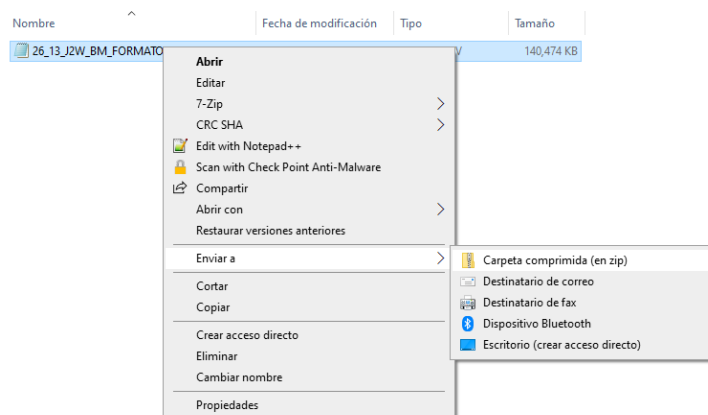 Nombre Fecha de modificación Tipo Tamaño
26_13_J2W_BM_FORMATO V 140,474 KB
Abrir
Editar
7-Zip
CRC SHA
Edit with Notepad++
Scan with Check Point Anti-Malware
Compartir
Abrir con
Restaurar versiones anteriores
Enviar a
Carpeta comprimida (en zip)
Destinatario de correo
Destinatario de fax
Dispositivo Bluetooth
Escritorio (crear acceso directo)
Cortar
Copiar
Crear acceso directo
Eliminar
Cambiar nombre
Propiedades